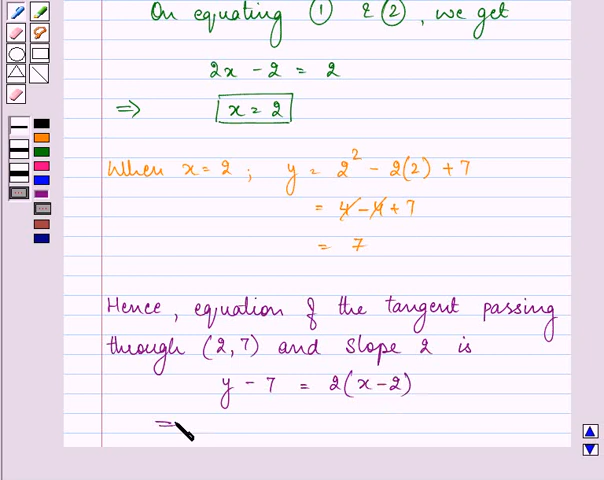 On equating ① & ②, we get
2x - 2 = 2
⇒ x = 2
When x = 2 ; y = 2² - 2(2) + 7
= 4 - 4 + 7
= 7
Hence, equation of the tangent passing
through (2, 7) and slope 2 is
y - 7 = 2(x-2)
=